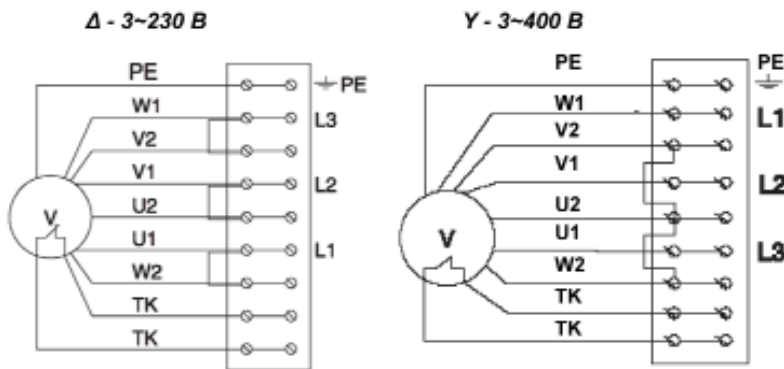 Δ - 3~230 В
PE
PE
W1
L3
V2
V1
L2
U2
V
U1
L1
W2
TK
TK
Y - 3~400 В
PE
PE
W1
L1
V2
V1
L2
U2
V
U1
L3
W2
TK
TK